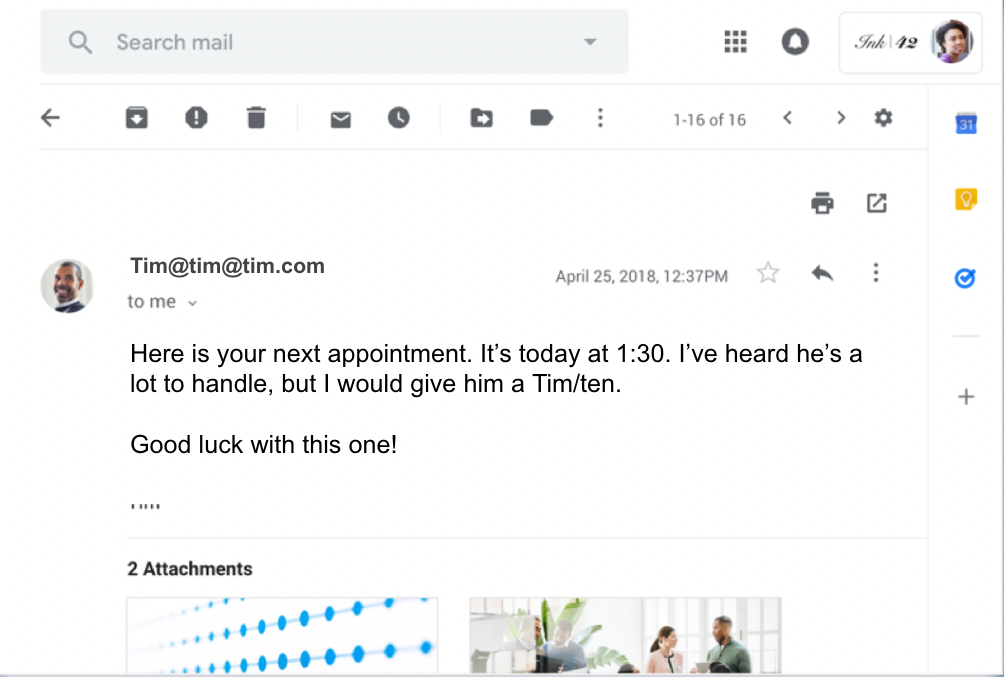 Search mail
Ink | 42
1-16 of 16
31
Tim@tim@tim.com
April 25, 2018, 12:37PM
to me
Here is your next appointment. It’s today at 1:30. I’ve heard he’s a
lot to handle, but I would give him a Tim/ten.
Good luck with this one!
2 Attachments